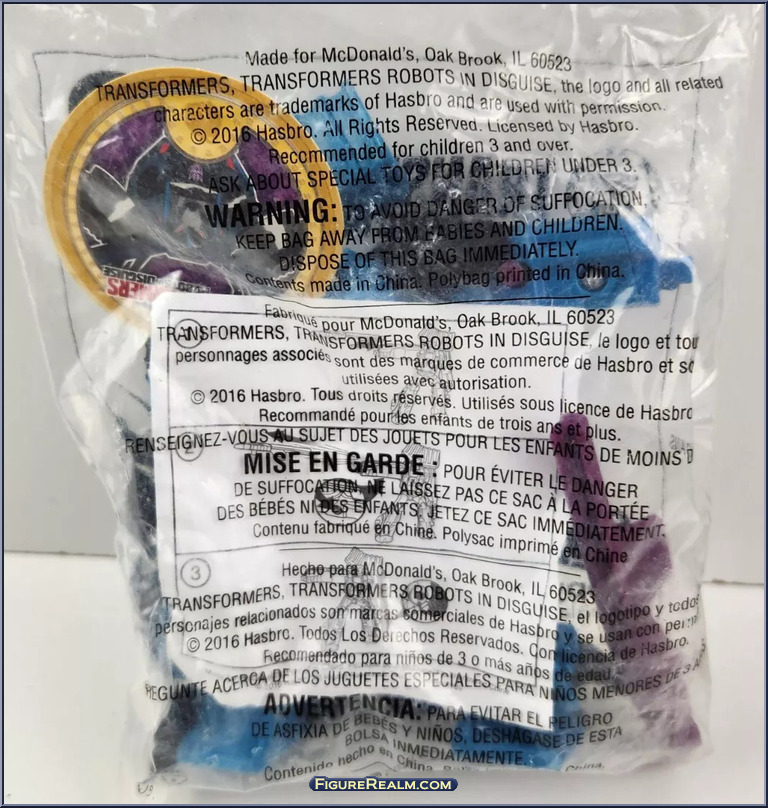 Made for McDonald's, Oak Brook, IL 60523
TRANSFORMERS, TRANSFORMERS ROBOTS IN DISGUISE, the logo and all related
characters are trademarks of Hasbro and are used with permission.
© 2016 Hasbro. All Rights Reserved. Licensed by Hasbro.
Recommended for children 3 and over.
ASK ABOUT SPECIAL TOYS FOR CHILDREN UNDER 3.
WARNING: TO AVOID DANGER OF SUFFOCATION,
KEEP BAG AWAY FROM BABIES AND CHILDREN.
DISPOSE OF THIS BAG IMMEDIATELY.
Contents made in China. Polybag printed in China.
Fabriqué pour McDonald's, Oak Brook, IL 60523
TRANSFORMERS, TRANSFORMERS ROBOTS IN DISGUISE, le logo et tou
personnages associés sont des marques de commerce de Hasbro et so
utilisées avec autorisation.
© 2016 Hasbro. Tous droits réservés. Utilisés sous licence de Hasbro
Recommandé pour les enfants de trois ans et plus.
RENSEIGNEZ-VOUS AU SUJET DES JOUETS POUR LES ENFANTS DE MOINS D
2
MISE EN GARDE : POUR ÉVITER LE DANGER
DE SUFFOCATION, NE LAISSEZ PAS CE SAC À LA PORTÉE
DES BÉBÉS NI DES ENFANTS, JETEZ CE SAC IMMÉDIATEMENT.
Contenu fabriqué en Chine. Polysac imprimé en Chine
3
Hecho para McDonald's, Oak Brook, IL 60523
TRANSFORMERS, TRANSFORMERS ROBOTS IN DISGUISE, el logotipo y todos
personajes relacionados son marcas comerciales de Hasbro y se usan con per
© 2016 Hasbro. Todos Los Derechos Reservados. Con licencia de Hasbro.
Recomendado para niños de 3 o más años de edad.
REGUNTE ACERCA DE LOS JUGUETES ESPECIALES PARA NIÑOS MENORES DE 3 A
ADVERTENCIA: PARA EVITAR EL PELIGRO
DE ASFIXIA DE BEBÉS Y NIÑOS, DESHÁGASE DE ESTA
BOLSA INMEDIATAMENTE.
Contenido hecho en China. China.
FIGUREREALM.COM